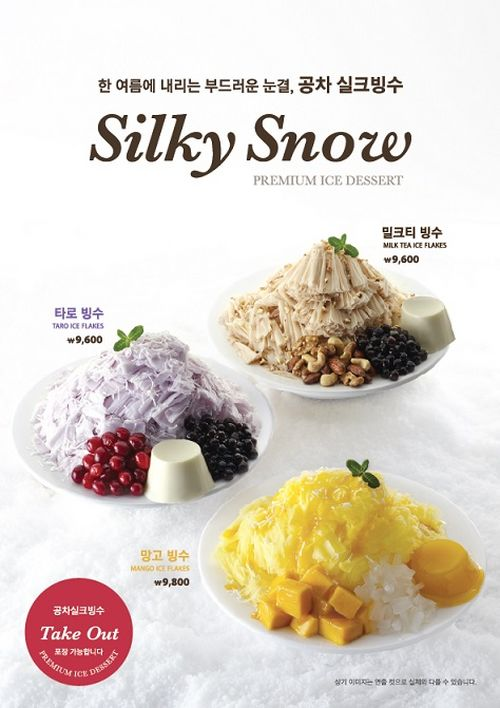 한 여름에 내리는 부드러운 눈결, 공차 실크빙수
Silky Snow
PREMIUM ICE DESSERT
밀크티 빙수
MILK TEA ICE FLAKES
₩9,600
타로 빙수
TARO ICE FLAKES
₩9,600
망고 빙수
MANGO ICE FLAKES
₩9,800
공차실크빙수
Take Out
포장 가능합니다
PREMIUM ICE DESSERT
상기 이미지는 연출 컷으로 실제와 다를 수 있습니다.